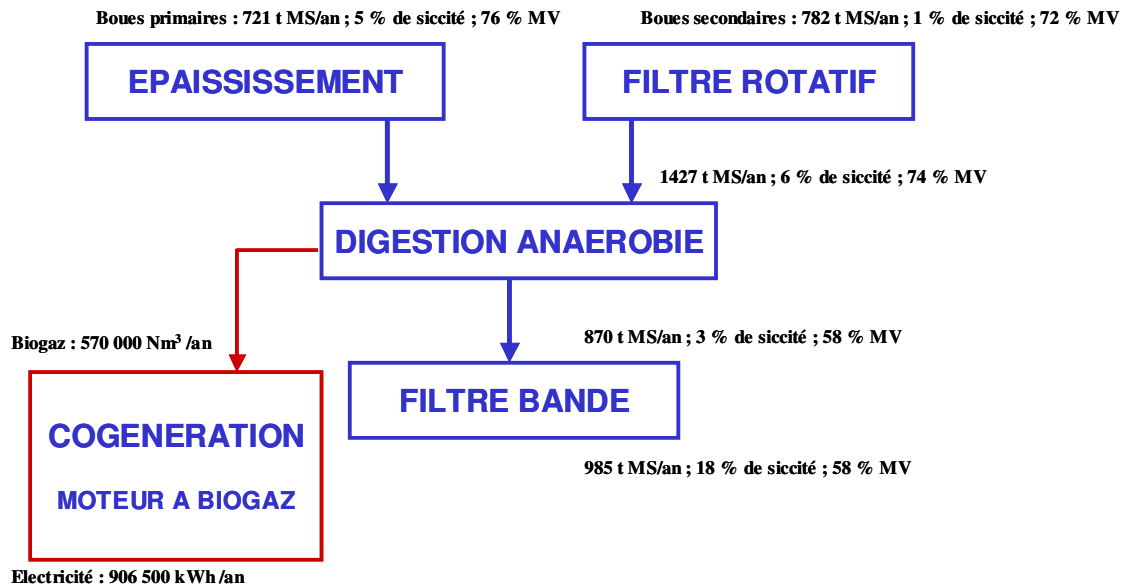 Boues primaires : 721 t MS/an ; 5 % de siccité ; 76 % MV
Boues secondaires : 782 t MS/an ; 1 % de siccité ; 72 % MV
EPAISSISSEMENT
FILTRE ROTATIF
1427 t MS/an ; 6 % de siccité ; 74 % MV
DIGESTION ANAEROBIE
Biogaz : 570 000 Nm³ /an
870 t MS/an ; 3 % de siccité ; 58 % MV
FILTRE BANDE
COGENERATION
985 t MS/an ; 18 % de siccité ; 58 % MV
MOTEUR A BIOGAZ
Electricité : 906 500 kWh /an